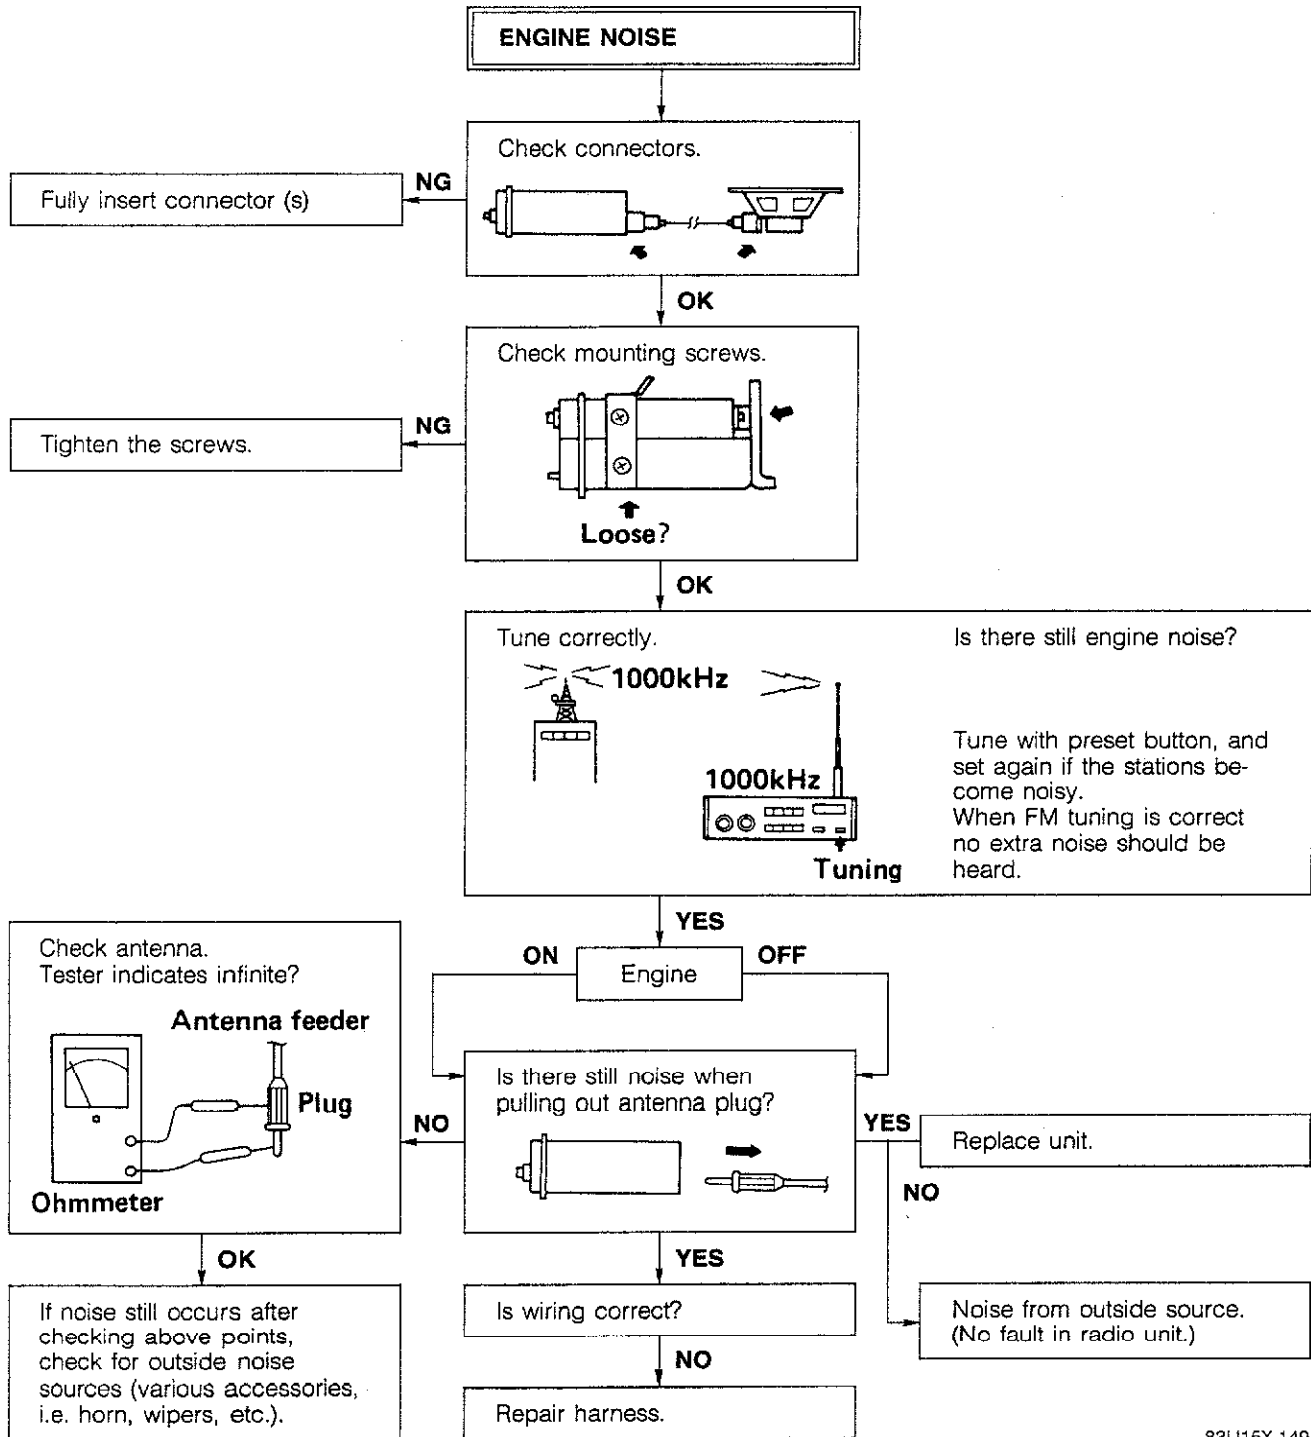 ENGINE NOISE
Check connectors.
NG
Fully insert connector (s)
OK
Check mounting screws.
NG
Tighten the screws.
Loose?
OK
Tune correctly.
1000kHz
1000kHz
Tuning
Is there still engine noise?
Tune with preset button, and
set again if the stations be-
come noisy.
When FM tuning is correct
no extra noise should be
heard.
YES
ON
Engine
OFF
Check antenna.
Tester indicates infinite?
Antenna feeder
Plug
Ohmmeter
Is there still noise when
pulling out antenna plug?
NO
YES
Replace unit.
NO
OK
YES
If noise still occurs after
checking above points,
check for outside noise
sources (various accessories,
i.e. horn, wipers, etc.).
Is wiring correct?
Noise from outside source.
(No fault in radio unit.)
NO
Repair harness.